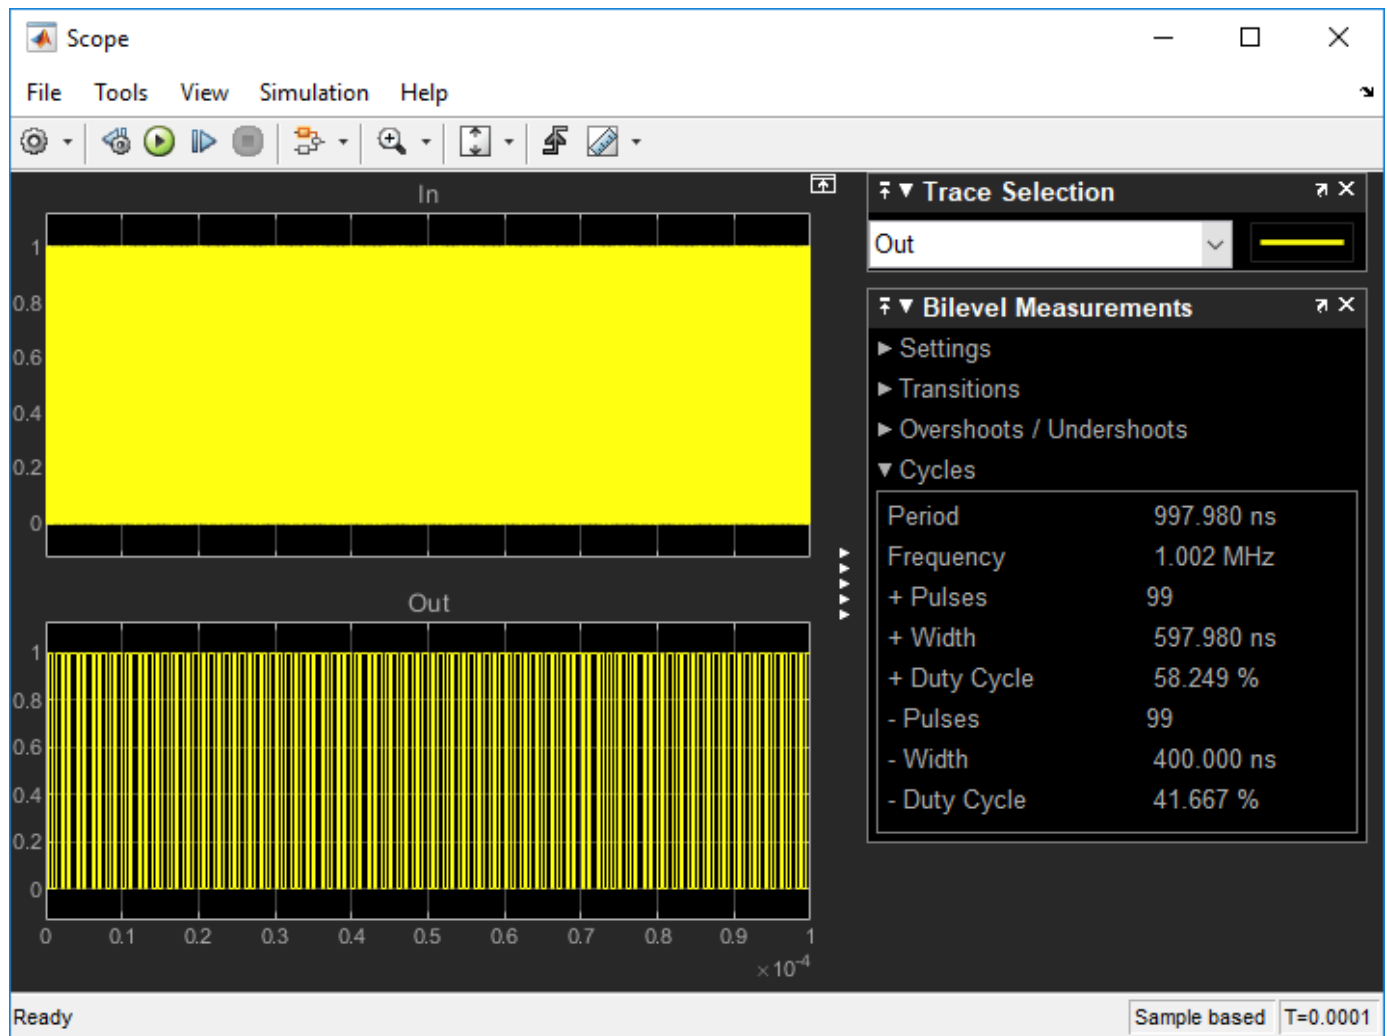 Scope
File Tools View Simulation Help
In
1
0.8
0.6
0.4
0.2
0
Out
1
0.8
0.6
0.4
0.2
0
0 0.1 0.2 0.3 0.4 0.5 0.6 0.7 0.8 0.9 1
×10-4
Trace Selection
Out
Bilevel Measurements
Settings
Transitions
Overshoots / Undershoots
Cycles
Period 997.980 ns
Frequency 1.002 MHz
+ Pulses 99
+ Width 597.980 ns
+ Duty Cycle 58.249 %
- Pulses 99
- Width 400.000 ns
- Duty Cycle 41.667 %
Ready Sample based T=0.0001